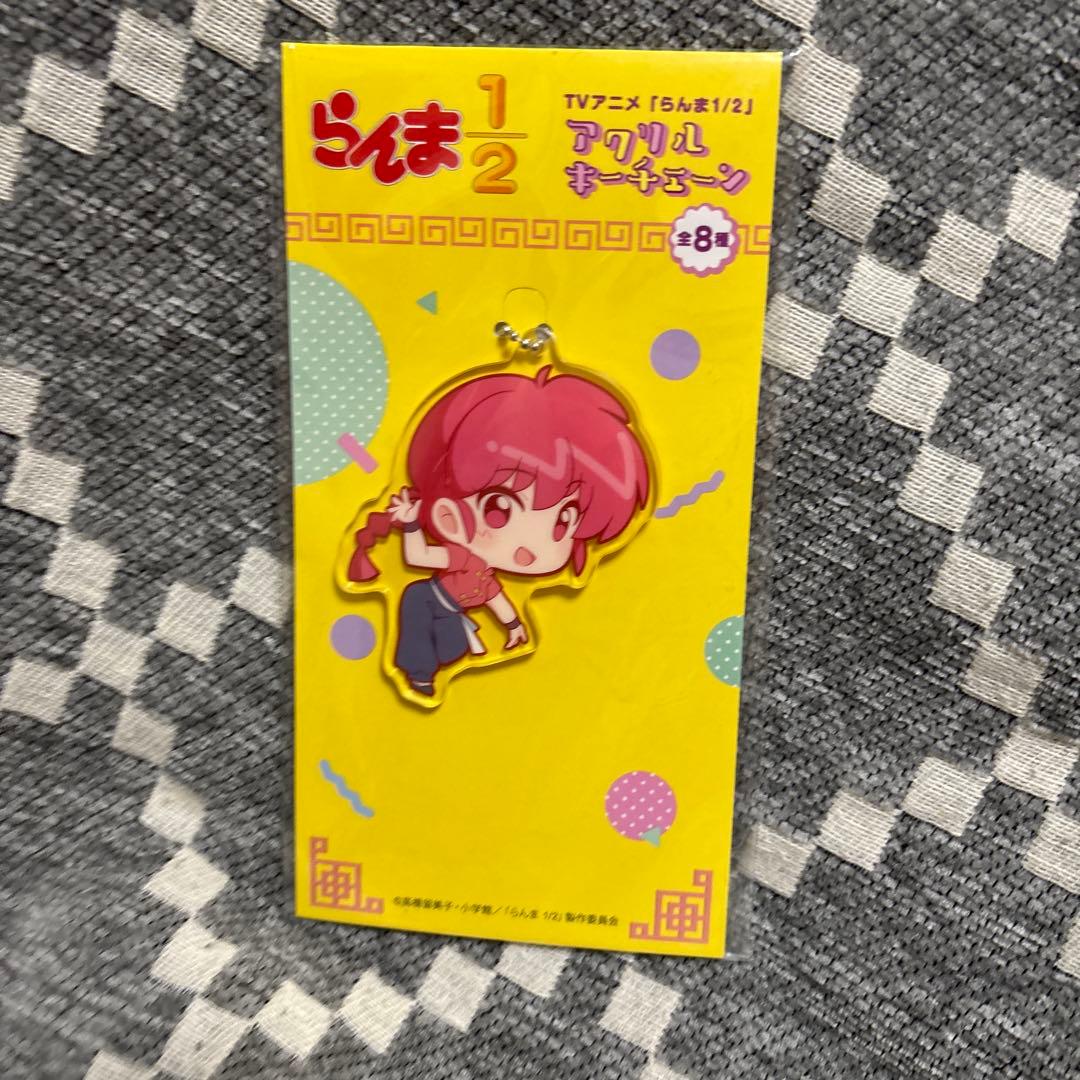 らんま1/2
TVアニメ「らんま1/2」
アクリル
キーチェーン
全8種
©高橋留美子・小学館／「らんま 1/2」製作委員会